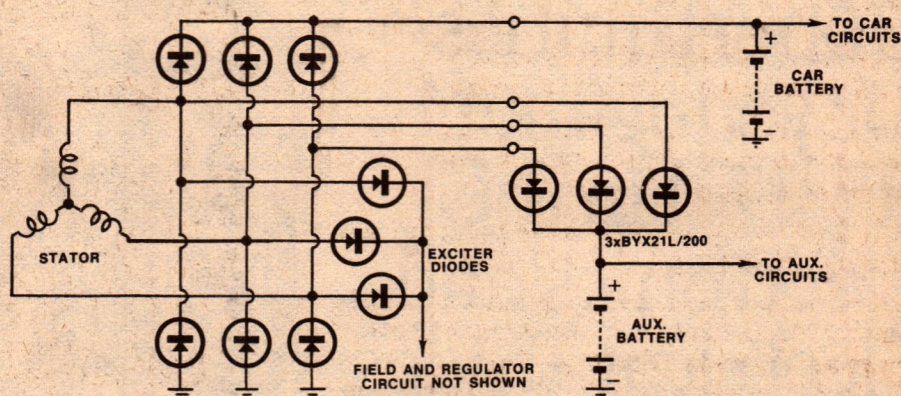 +
TO CAR
CIRCUITS
CAR
BATTERY
-
STATOR
EXCITER
DIODES
3xBYX21L/200
TO AUX.
CIRCUITS
+
AUX.
BATTERY
-
FIELD AND REGULATOR
CIRCUIT NOT SHOWN